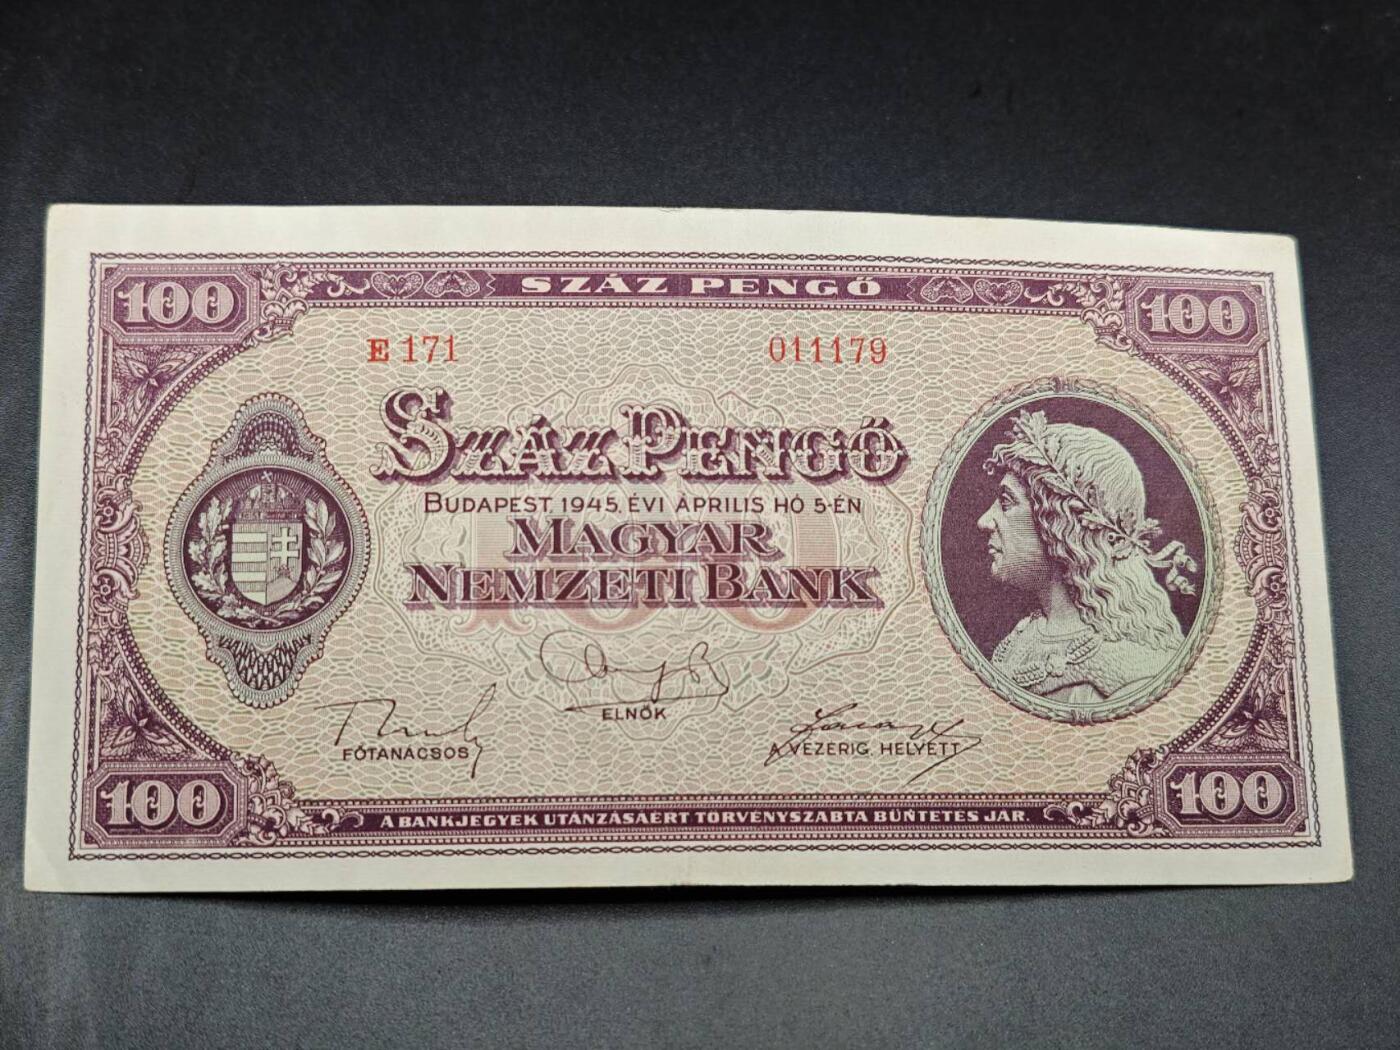 100 SZÁZ PENGŐ 100
E 171 011179
SZÁZ PENGŐ
BUDAPEST, 1945. ÉVI ÁPRILIS HÓ 5-ÉN
MAGYAR
NEMZETI BANK
ELNÖK
FŐTANÁCSOS A VEZÉRIG. HELYETT
100 A BANKJEGYEK UTÁNZÁSÁÉRT TÖRVÉNYSZABTA BÜNTETÉS JÁR. 100